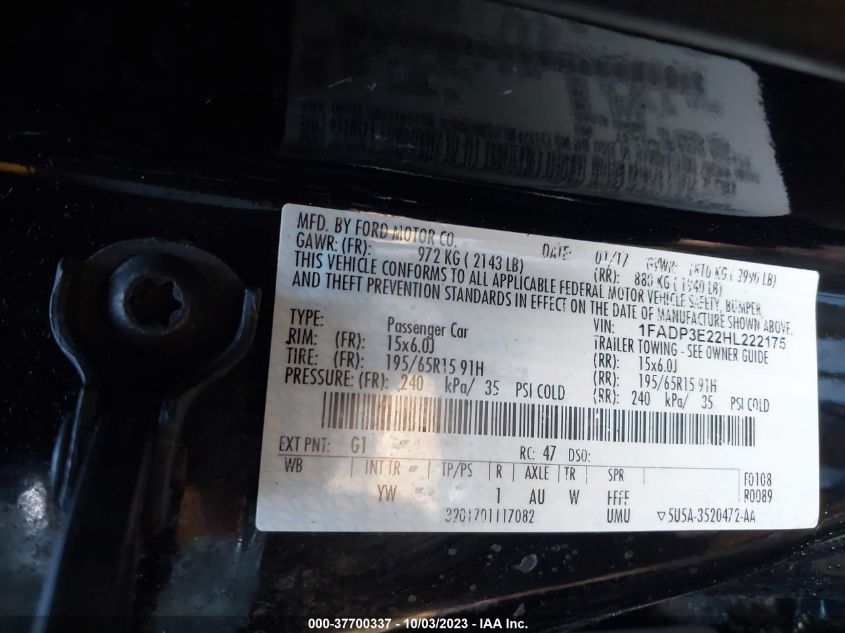 MFD. BY FORD MOTOR CO. DATE: 01/17 GVWR: 1810 KG ( 3990 LB)
GAWR: (FR): 972 KG ( 2143 LB) (RR): 880 KG ( 1940 LB)
THIS VEHICLE CONFORMS TO ALL APPLICABLE FEDERAL MOTOR VEHICLE SAFETY, BUMPER,
AND THEFT PREVENTION STANDARDS IN EFFECT ON THE DATE OF MANUFACTURE SHOWN ABOVE.
VIN: 1FADP3E22HL222175
TYPE: Passenger Car TRAILER TOWING - SEE OWNER GUIDE
RIM: (FR): 15x6.0J (RR): 15x6.0J
TIRE: (FR): 195/65R15 91H (RR): 195/65R15 91H
PRESSURE: (FR): 240 kPa/ 35 PSI COLD (RR): 240 kPa/ 35 PSI COLD
EXT PNT: G1 RC: 47 DSO:
WB INT TR TP/PS R AXLE TR SPR F0108
YW 1 AU W FFFF R0089
3201701117082 UMU ▽5U5A-3520472-AA
000-37700337 - 10/03/2023 - IAA Inc.